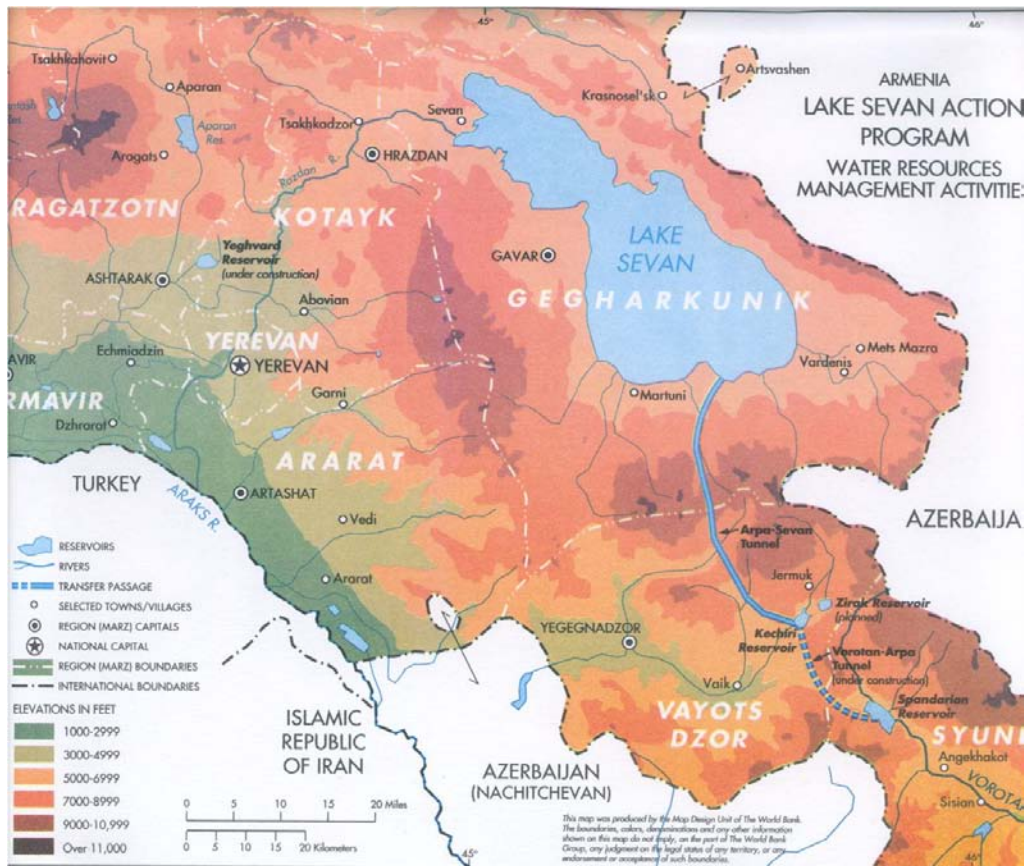 45°
46°
ARMENIA
LAKE SEVAN ACTION
PROGRAM
WATER RESOURCES
MANAGEMENT ACTIVITIES
Tsakhkahovit
Aparan
Aparan
Res.
Aragats
Tsakhkadzor
Sevan
HRAZDAN
Razdan R.
Krasnosel'sk
Artsvashen
RAGATZOTN
KOTAYK
Yeghvard
Reservoir
(under construction)
ASHTARAK
Abovian
GAVAR
LAKE
SEVAN
GEGHARKUNIK
YEREVAN
YEREVAN
Echmiadzin
AVIR
RMAVIR
Dzhrarat
Garni
Mets Mazra
Vardenis
Martuni
ARARAT
TURKEY
ARAKS R.
ARTASHAT
Vedi
Ararat
AZERBAIJA
Arpa-Sevan
Tunnel
Jermuk
Zirak Reservoir
(planned)
Kechiri
Reservoir
Vorotan-Arpa
Tunnel
(under construction)
Spandarian
Reservoir
YEGEGNADZOR
Vaik
VAYOTS
DZOR
SYUNI
Angekhakot
VOROTAN
Sisian
RESERVOIRS
RIVERS
TRANSFER PASSAGE
SELECTED TOWNS/VILLAGES
REGION (MARZ) CAPITALS
NATIONAL CAPITAL
REGION (MARZ) BOUNDARIES
INTERNATIONAL BOUNDARIES
ELEVATIONS IN FEET
1000-2999
3000-4999
5000-6999
7000-8999
9000-10,999
Over 11,000
ISLAMIC
REPUBLIC
OF IRAN
AZERBAIJAN
(NACHITCHEVAN)
0 5 10 15 20 Miles
0 5 10 15 20 Kilometers
This map was produced by the Map Design Unit of The World Bank.
The boundaries, colors, denominations and any other information
shown on this map do not imply, on the part of The World Bank
Group, any judgment on the legal status of any territory, or any
endorsement or acceptance of such boundaries.
45°
46°